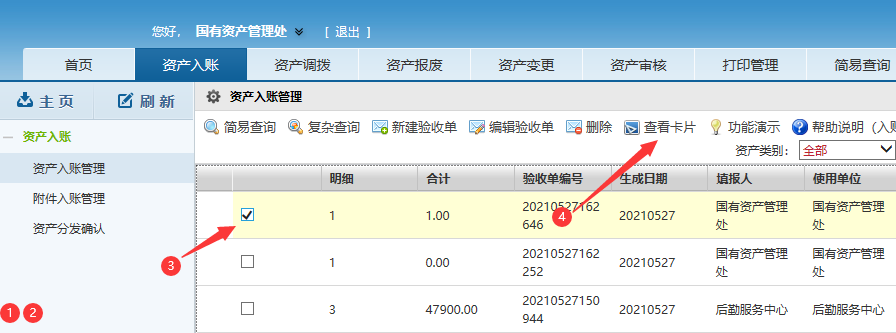 您好， 国有资产管理处 [ 退出 ]
首页 资产入账 资产调拨 资产报废 资产变更 资产审核 打印管理 简易查询
主 页 刷 新 资产入账管理
资产入账
简易查询 复杂查询 新建验收单 编辑验收单 删除 查看卡片 功能演示 帮助说明（入账
资产类别： 全部
资产入账管理
附件入账管理
资产分发确认
明细 合计 验收单编号 生成日期 填报人 使用单位
1 1.00 20210527162646 20210527 国有资产管理处 国有资产管理处
1 0.00 20210527162252 20210527 国有资产管理处 国有资产管理处
3 47900.00 20210527150944 20210527 后勤服务中心 后勤服务中心
1 2
3
4